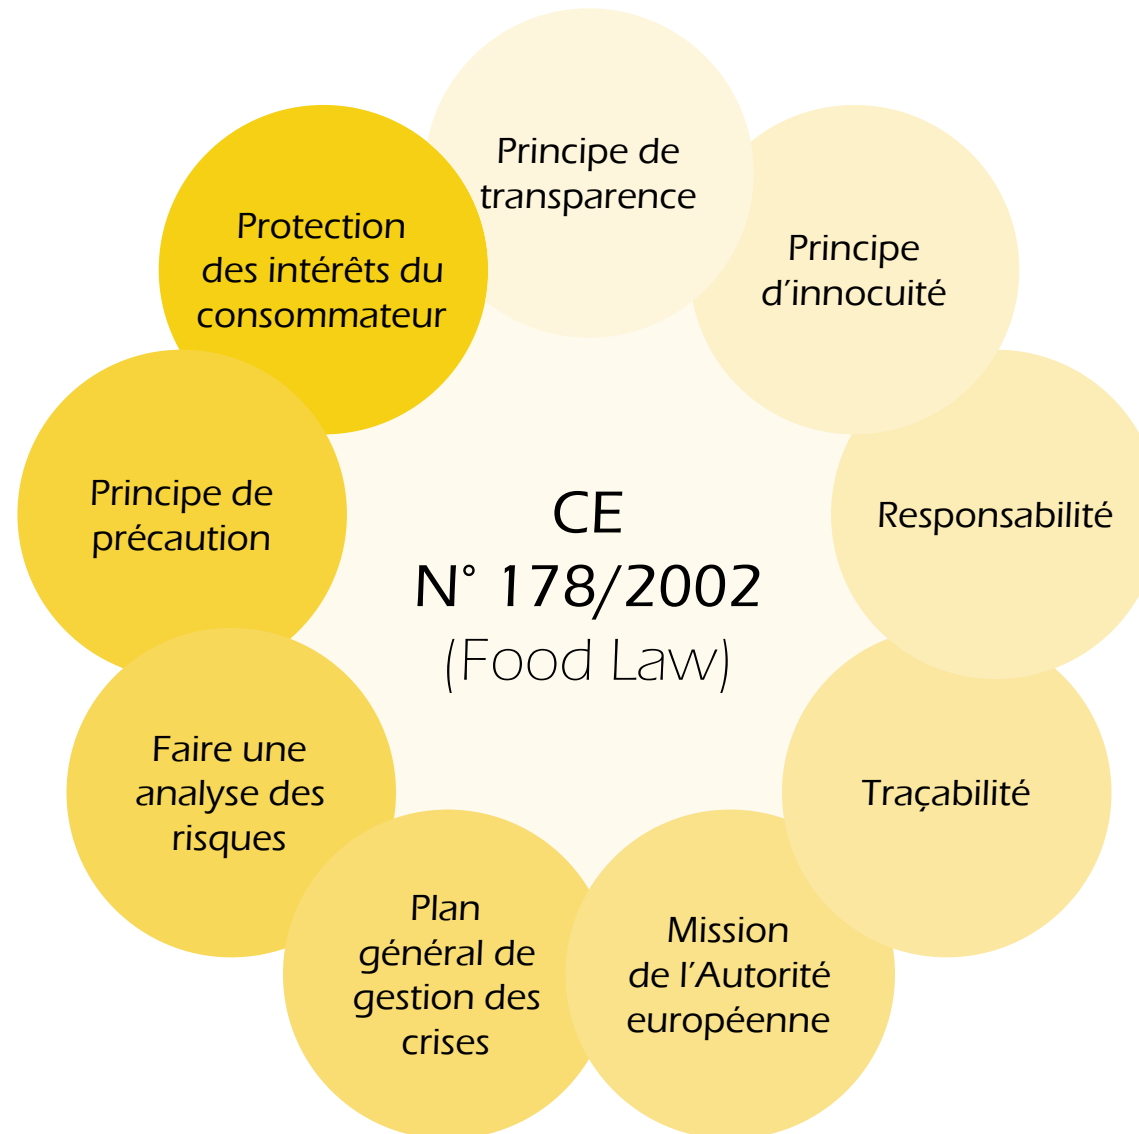 Principe de
transparence
Principe
d'innocuité
Responsabilité
Traçabilité
Mission
de l'Autorité
européenne
Plan
général de
gestion des
crises
Faire une
analyse des
risques
Principe de
précaution
Protection
des intérêts du
consommateur
CE
N° 178/2002
(Food Law)